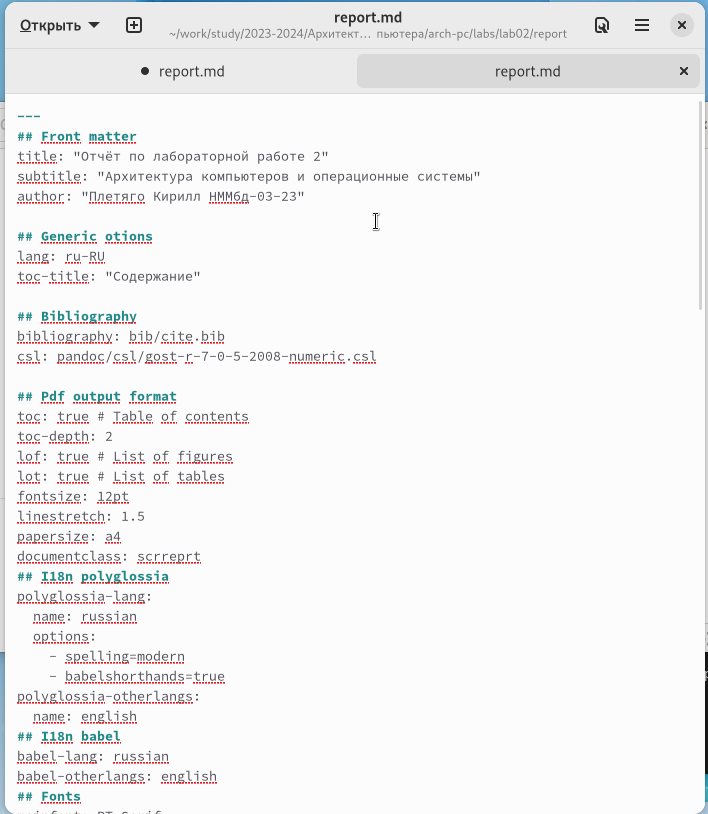 Открыть
report.md
~/work/study/2023-2024/Архитект… пьютера/arch-pc/labs/lab02/report
report.md
report.md
---
## Front matter
title: "Отчёт по лабораторной работе 2"
subtitle: "Архитектура компьютеров и операционные системы"
author: "Плетяго Кирилл НММбд-03-23"
## Generic otions
lang: ru-RU
toc-title: "Содержание"
## Bibliography
bibliography: bib/cite.bib
csl: pandoc/csl/gost-r-7-0-5-2008-numeric.csl
## Pdf output format
toc: true # Table of contents
toc-depth: 2
lof: true # List of figures
lot: true # List of tables
fontsize: 12pt
linestretch: 1.5
papersize: a4
documentclass: scrreprt
## I18n polyglossia
polyglossia-lang:
name: russian
options:
- spelling=modern
- babelshorthands=true
polyglossia-otherlangs:
name: english
## I18n babel
babel-lang: russian
babel-otherlangs: english
## Fonts